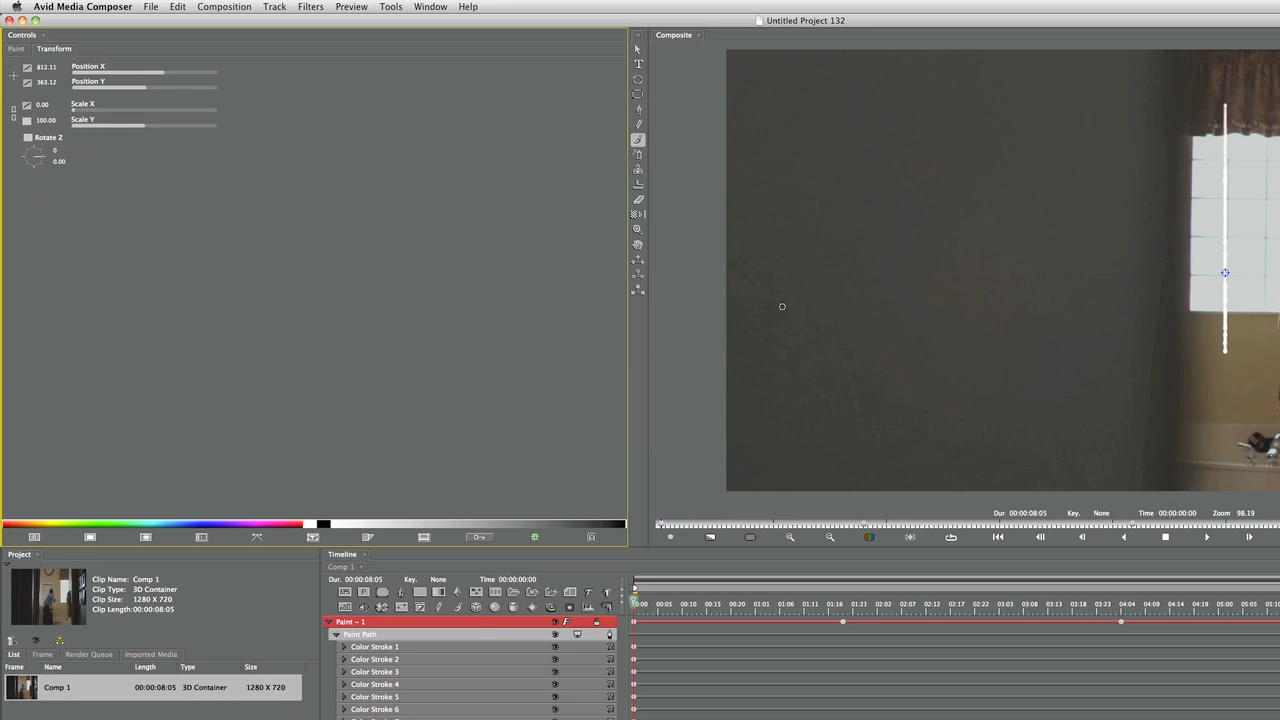 Avid Media Composer File Edit Composition Track Filters Preview Tools Window Help
Untitled Project 132
Controls
Paint Transform
812.11 Position X
363.12 Position Y
0.00 Scale X
100.00 Scale Y
Rotate Z
0
0.00
Composite
Dur. 00:00:08:05 Key. None Time 00:00:00:00 Zoom 98.19
Project
Clip Name: Comp 1
Clip Type: 3D Container
Clip Size: 1280 X 720
Clip Length: 00:00:08:05
List Frame Render Queue Imported Media
Frame Name Length Type Size
Comp 1 00:00:08:05 3D Container 1280 X 720
Timeline
Comp 1
Dur. 00:00:08:05 Key. None Time 00:00:00:00
00:00 00:05 00:10 00:15 00:20 00:25 01:01 01:06 01:11 01:16 01:21 02:02 02:07 02:12 02:17 02:22 03:03 03:08 03:13 03:18 04:04 04:09 04:14 04:19 05:00 05:05 05:10
Paint - 1
Paint Path
Color Stroke 1
Color Stroke 2
Color Stroke 3
Color Stroke 4
Color Stroke 5
Color Stroke 6